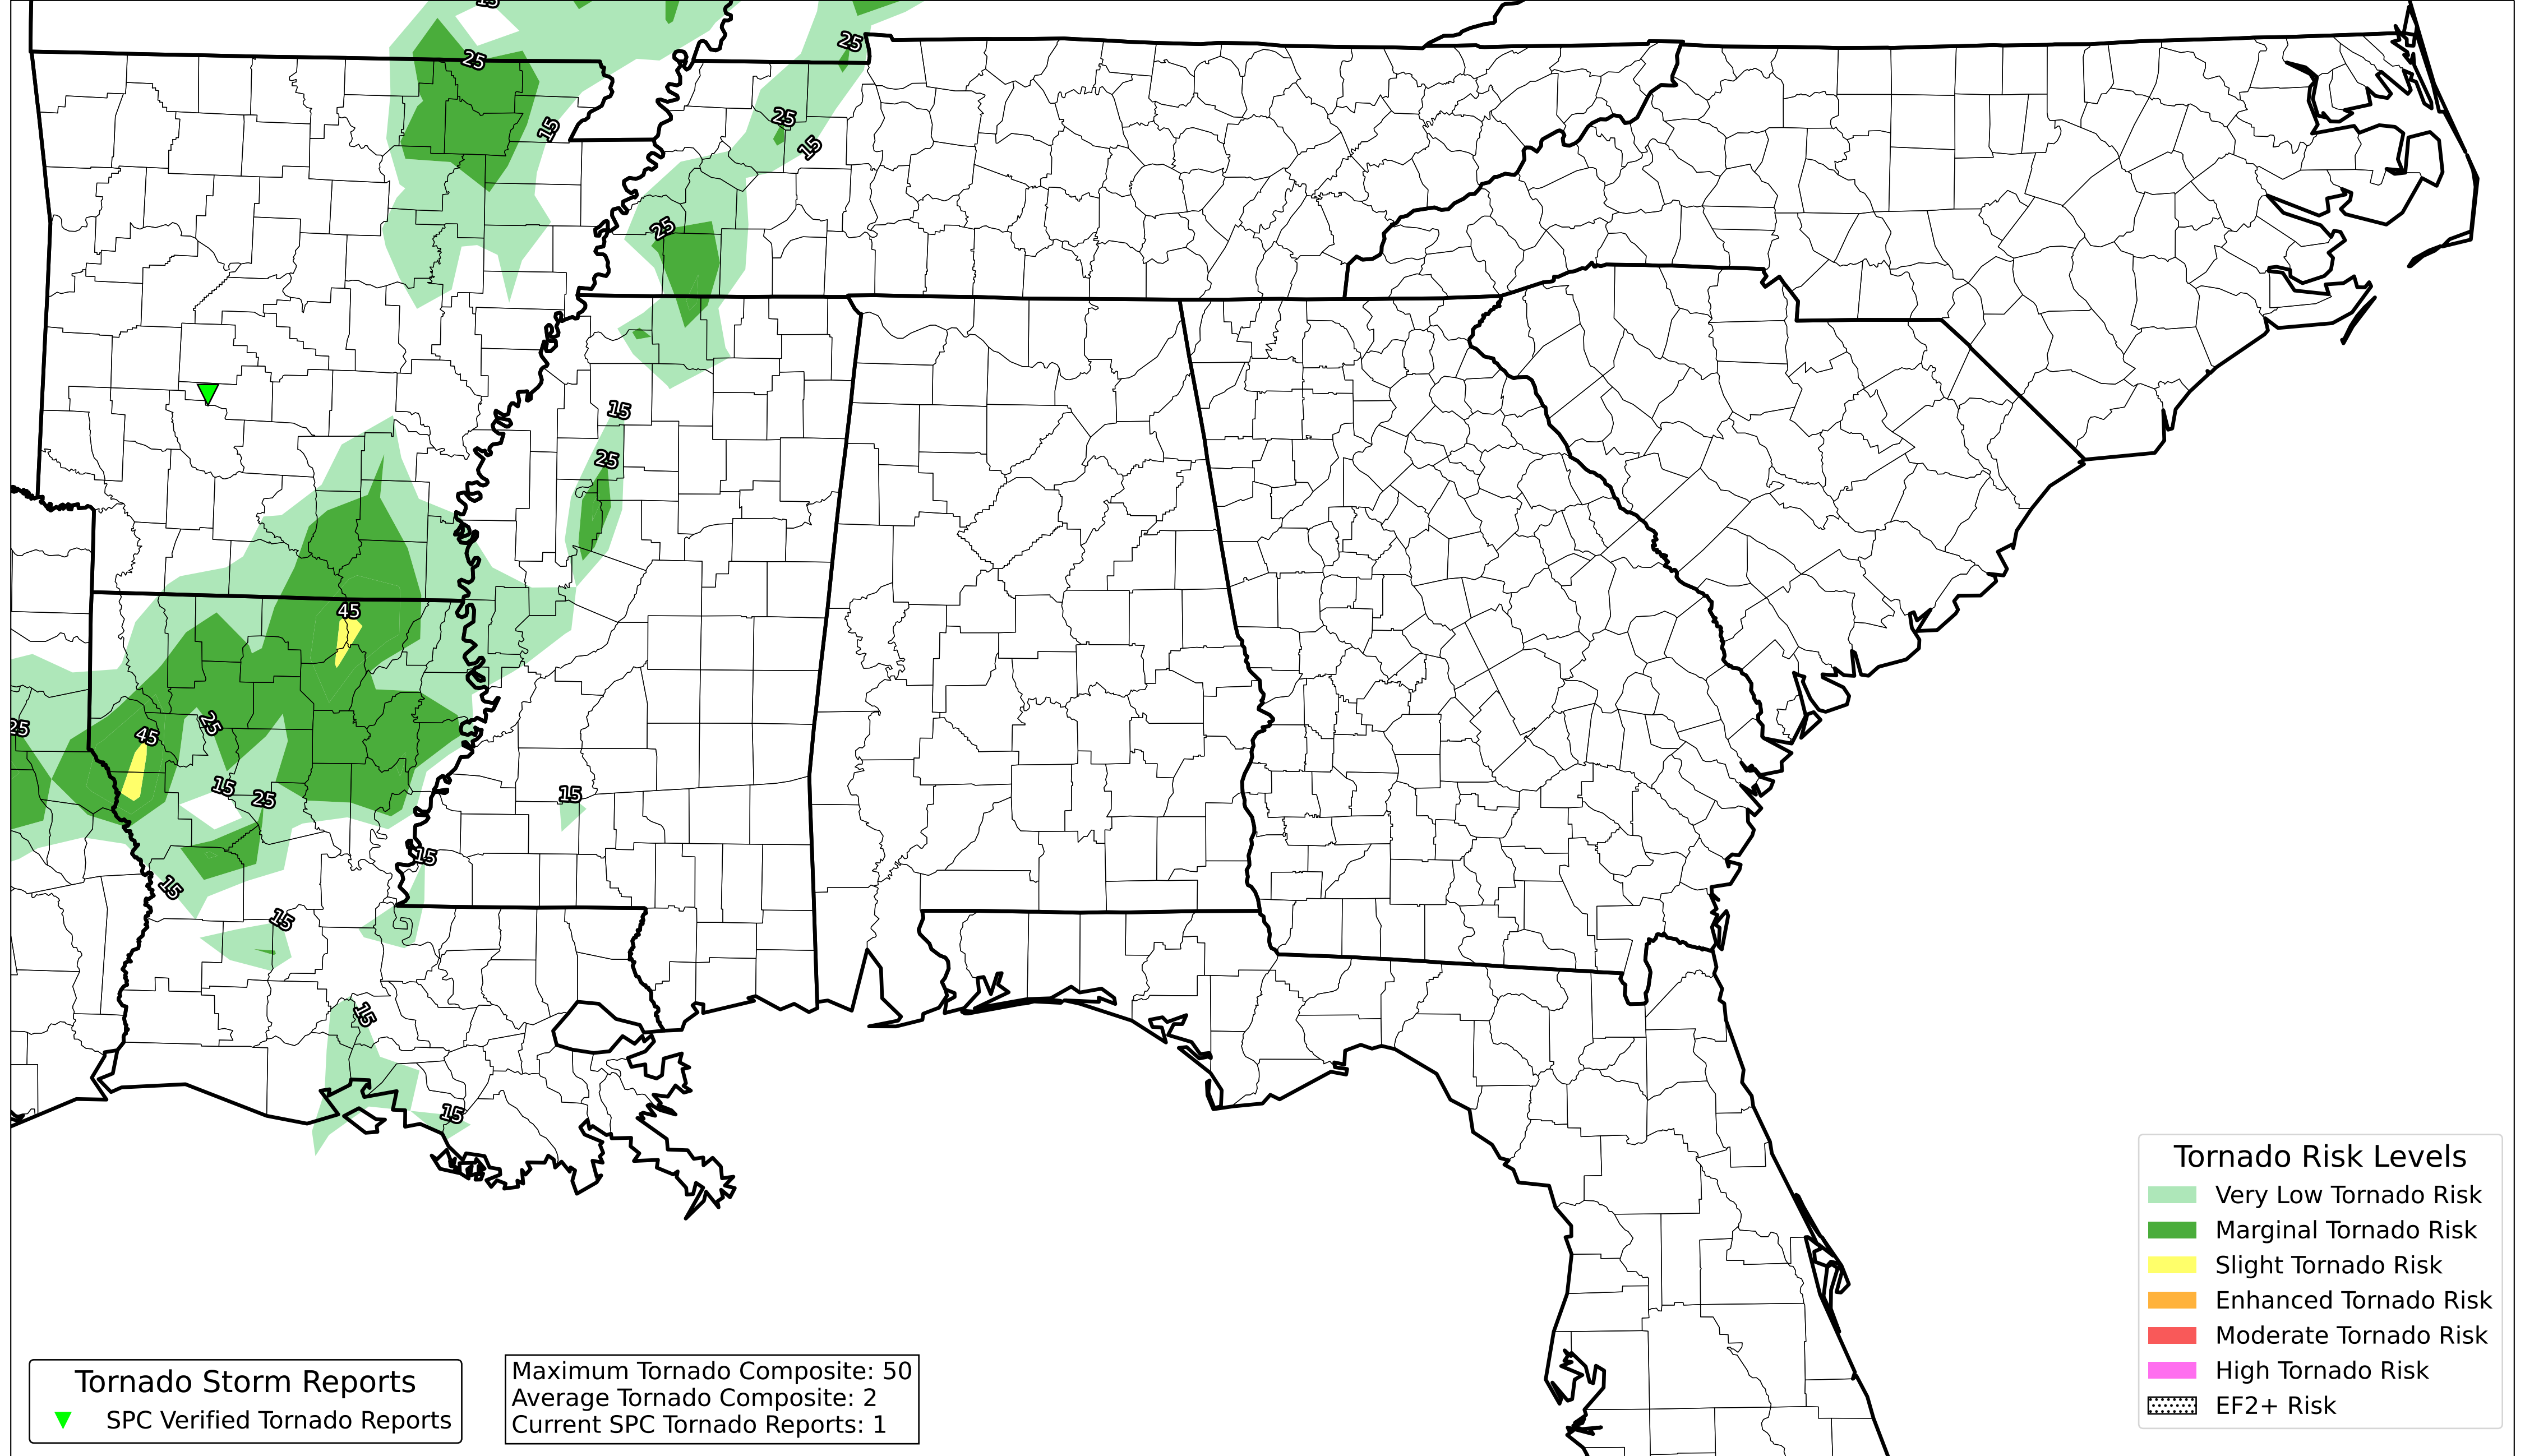 15
25
25
15
25
15
25
15
25
45
25
45
25
15
25
15
15
15
15
15
15
Tornado Risk Levels
Very Low Tornado Risk
Marginal Tornado Risk
Slight Tornado Risk
Enhanced Tornado Risk
Moderate Tornado Risk
High Tornado Risk
EF2+ Risk
Tornado Storm Reports
SPC Verified Tornado Reports
Maximum Tornado Composite: 50
Average Tornado Composite: 2
Current SPC Tornado Reports: 1